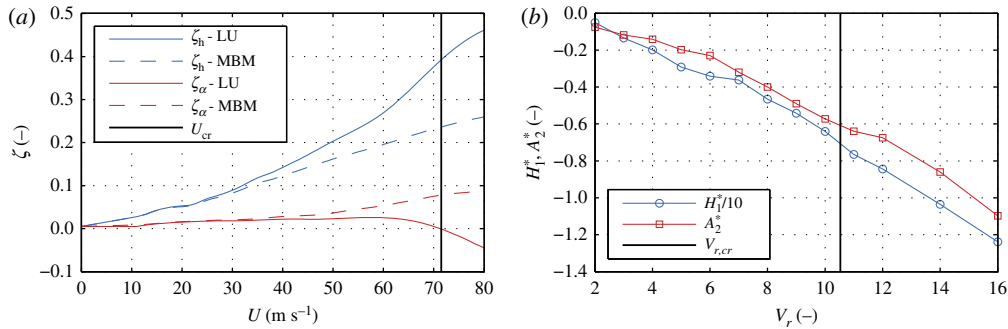 (a)
0.5
0.4
0.3
0.2
0.1
0.0
−0.1
ζ (–)
ζh - LU
ζh - MBM
ζα - LU
ζα - MBM
Ucr
0 10 20 30 40 50 60 70 80
U (m s−1)
(b)
0.0
−0.2
−0.4
−0.6
−0.8
−1.0
−1.2
−1.4
H1*, A2* (–)
H1*/10
A2*
Vr,cr
2 4 6 8 10 12 14 16
Vr (–)